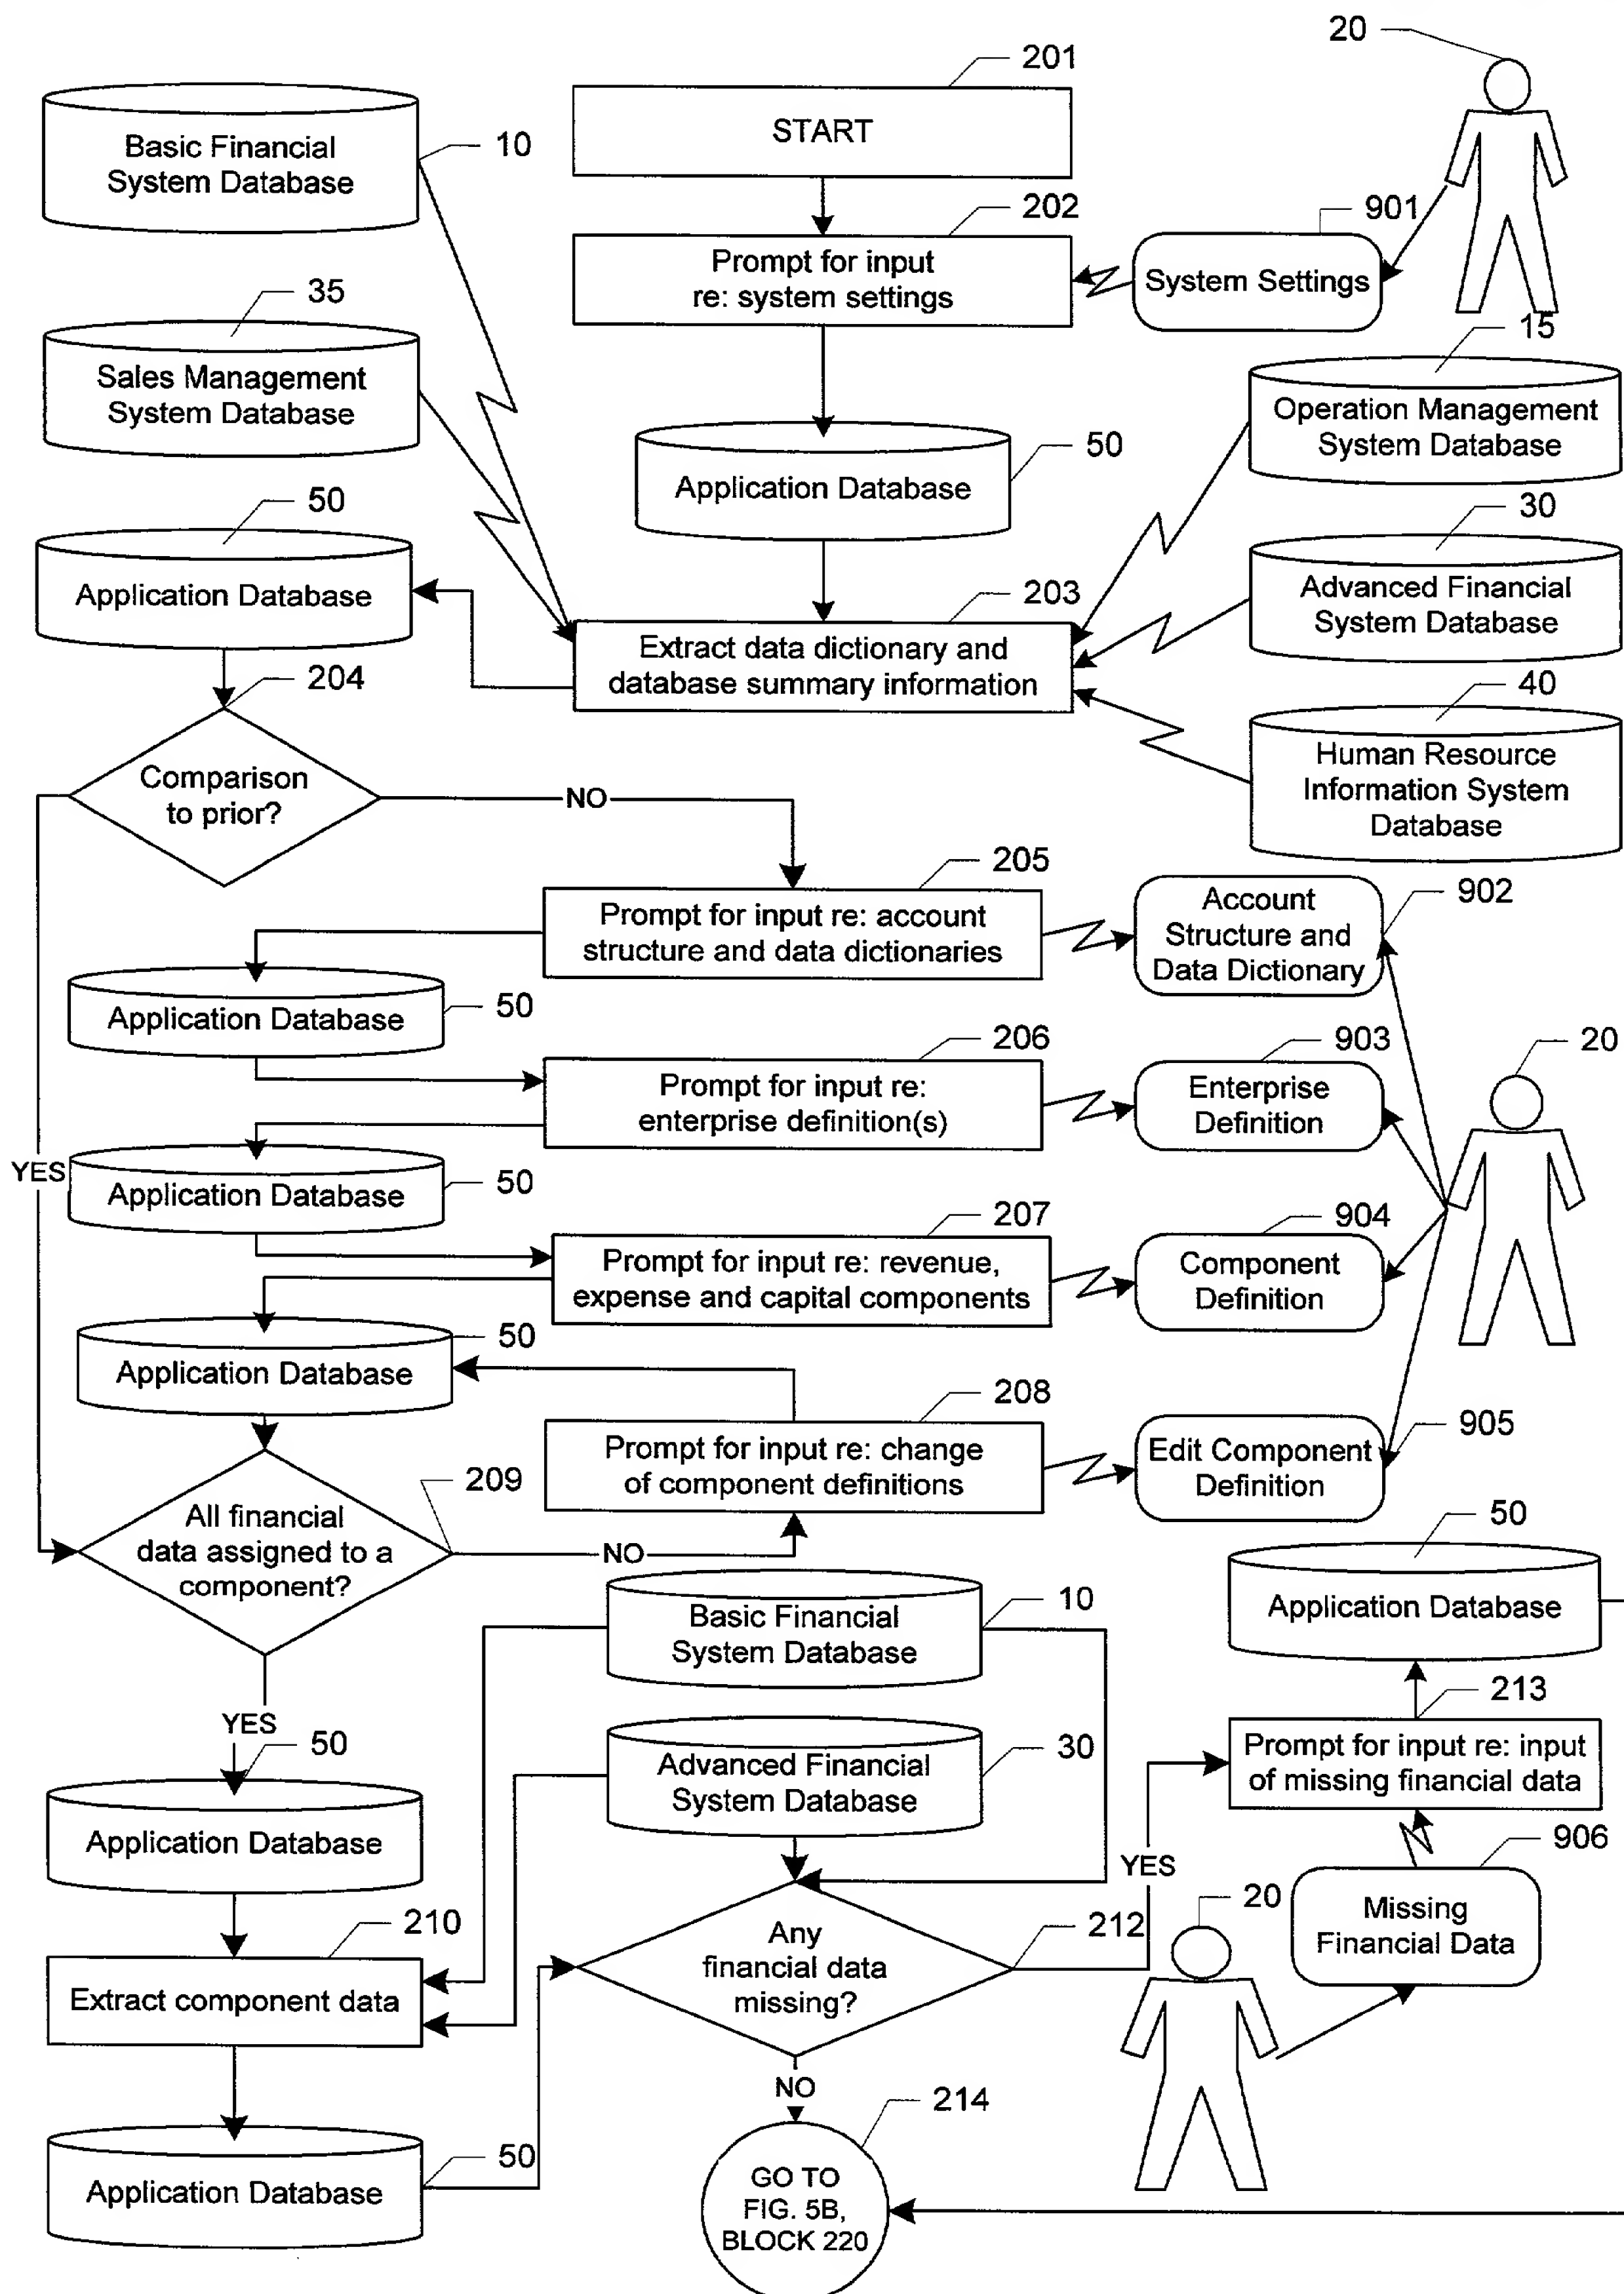 20
201
START
Basic Financial
System Database
10
202
Prompt for input
re: system settings
901
System Settings
35
Sales Management
System Database
15
Operation Management
System Database
50
Application Database
50
Application Database
30
Advanced Financial
System Database
203
Extract data dictionary and
database summary information
204
40
Human Resource
Information System
Database
Comparison
to prior?
NO
205
Prompt for input re: account
structure and data dictionaries
Account
Structure and
Data Dictionary
902
Application Database
50
206
Prompt for input re:
enterprise definition(s)
903
Enterprise
Definition
20
YES
Application Database
50
207
Prompt for input re: revenue,
expense and capital components
904
Component
Definition
50
Application Database
208
Prompt for input re: change
of component definitions
905
Edit Component
Definition
209
All financial
data assigned to a
component?
NO
50
Application Database
Basic Financial
System Database
10
YES
50
Application Database
Advanced Financial
System Database
30
213
Prompt for input re: input
of missing financial data
906
Missing
Financial Data
YES
20
210
Extract component data
Any
financial data
missing?
212
NO
214
50
Application Database
GO TO
FIG. 5B,
BLOCK 220